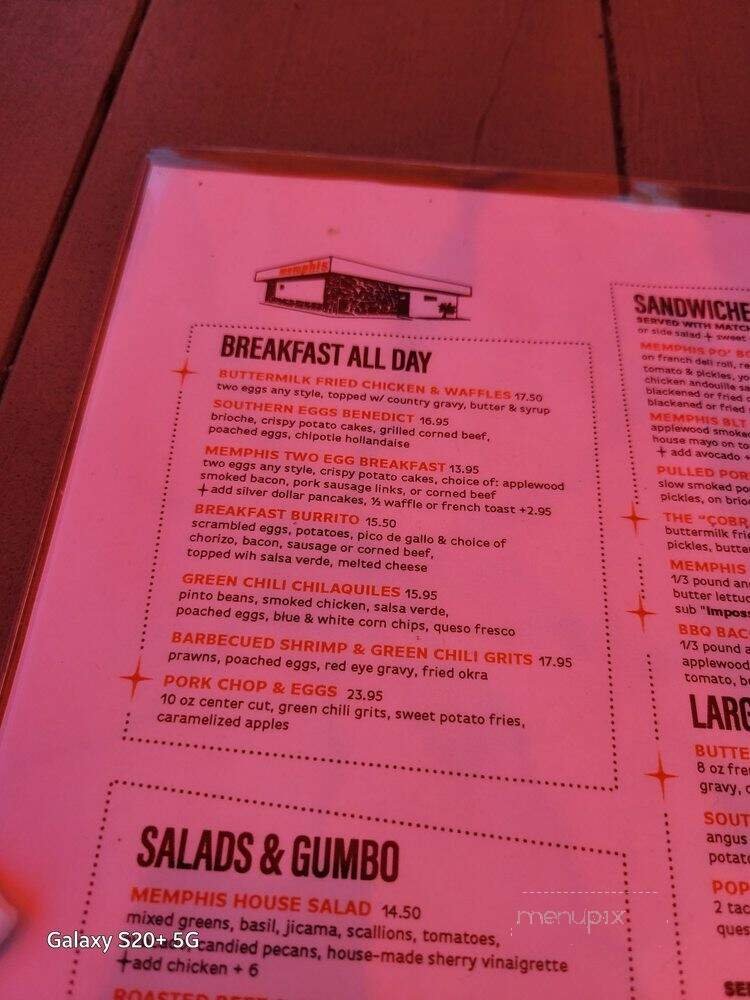 memphis
BREAKFAST ALL DAY
BUTTERMILK FRIED CHICKEN & WAFFLES 17.50
two eggs any style, topped w/ country gravy, butter & syrup
SOUTHERN EGGS BENEDICT 16.95
brioche, crispy potato cakes, grilled corned beef,
poached eggs, chipotle hollandaise
MEMPHIS TWO EGG BREAKFAST 13.95
two eggs any style, crispy potato cakes, choice of: applewood
smoked bacon, pork sausage links, or corned beef
+add silver dollar pancakes, ½ waffle or french toast +2.95
BREAKFAST BURRITO 15.50
scrambled eggs, potatoes, pico de gallo & choice of
chorizo, bacon, sausage or corned beef,
topped wih salsa verde, melted cheese
GREEN CHILI CHILAQUILES 15.95
pinto beans, smoked chicken, salsa verde,
poached eggs, blue & white corn chips, queso fresco
BARBECUED SHRIMP & GREEN CHILI GRITS 17.95
prawns, poached eggs, red eye gravy, fried okra
PORK CHOP & EGGS 23.95
10 oz center cut, green chili grits, sweet potato fries,
caramelized apples
SALADS & GUMBO
MEMPHIS HOUSE SALAD 14.50
mixed greens, basil, jicama, scallions, tomatoes,
candied pecans, house-made sherry vinaigrette
+add chicken + 6
ROASTED BEET
SANDWICHE
SERVED WITH MATC
or side salad + sweet
MEMPHIS PO' BO
on french deli roll, re
tomato & pickles, yo
chicken andouille sa
blackened or fried c
blackened or fried
MEMPHIS BLT
applewood smoked
house mayo on to
+ add avocado +
PULLED POR
slow smoked po
pickles, on brio
THE "COBR
buttermilk frie
pickles, butte
MEMPHIS
1/3 pound an
butter lettuc
sub "Imposs
BBQ BAC
1/3 pound a
applewood
tomato, b
LARG
BUTTE
8 oz fre
gravy, c
SOUT
angus
potato
POP
2 tac
ques
SE
menupix
Galaxy S20+ 5G